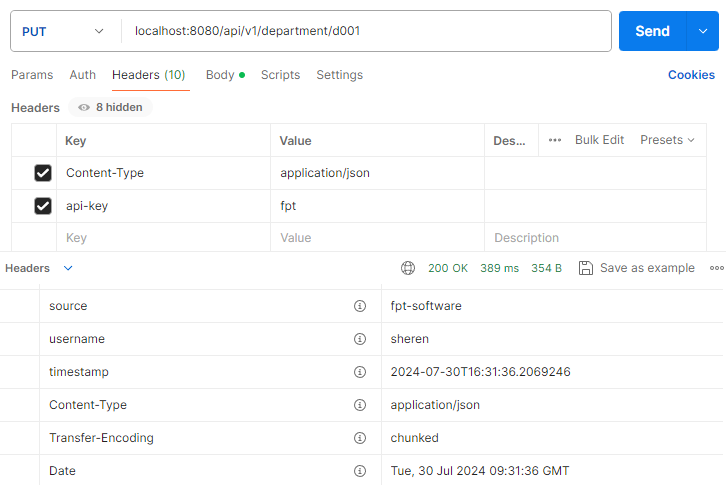 PUT localhost:8080/api/v1/department/d001 Send
Params Auth Headers (10) Body Scripts Settings Cookies
Headers 8 hidden
Key Value Des... Bulk Edit Presets
Content-Type application/json
api-key fpt
Key Value Description
Headers 200 OK 389 ms 354 B Save as example
source fpt-software
username sheren
timestamp 2024-07-30T16:31:36.2069246
Content-Type application/json
Transfer-Encoding chunked
Date Tue, 30 Jul 2024 09:31:36 GMT